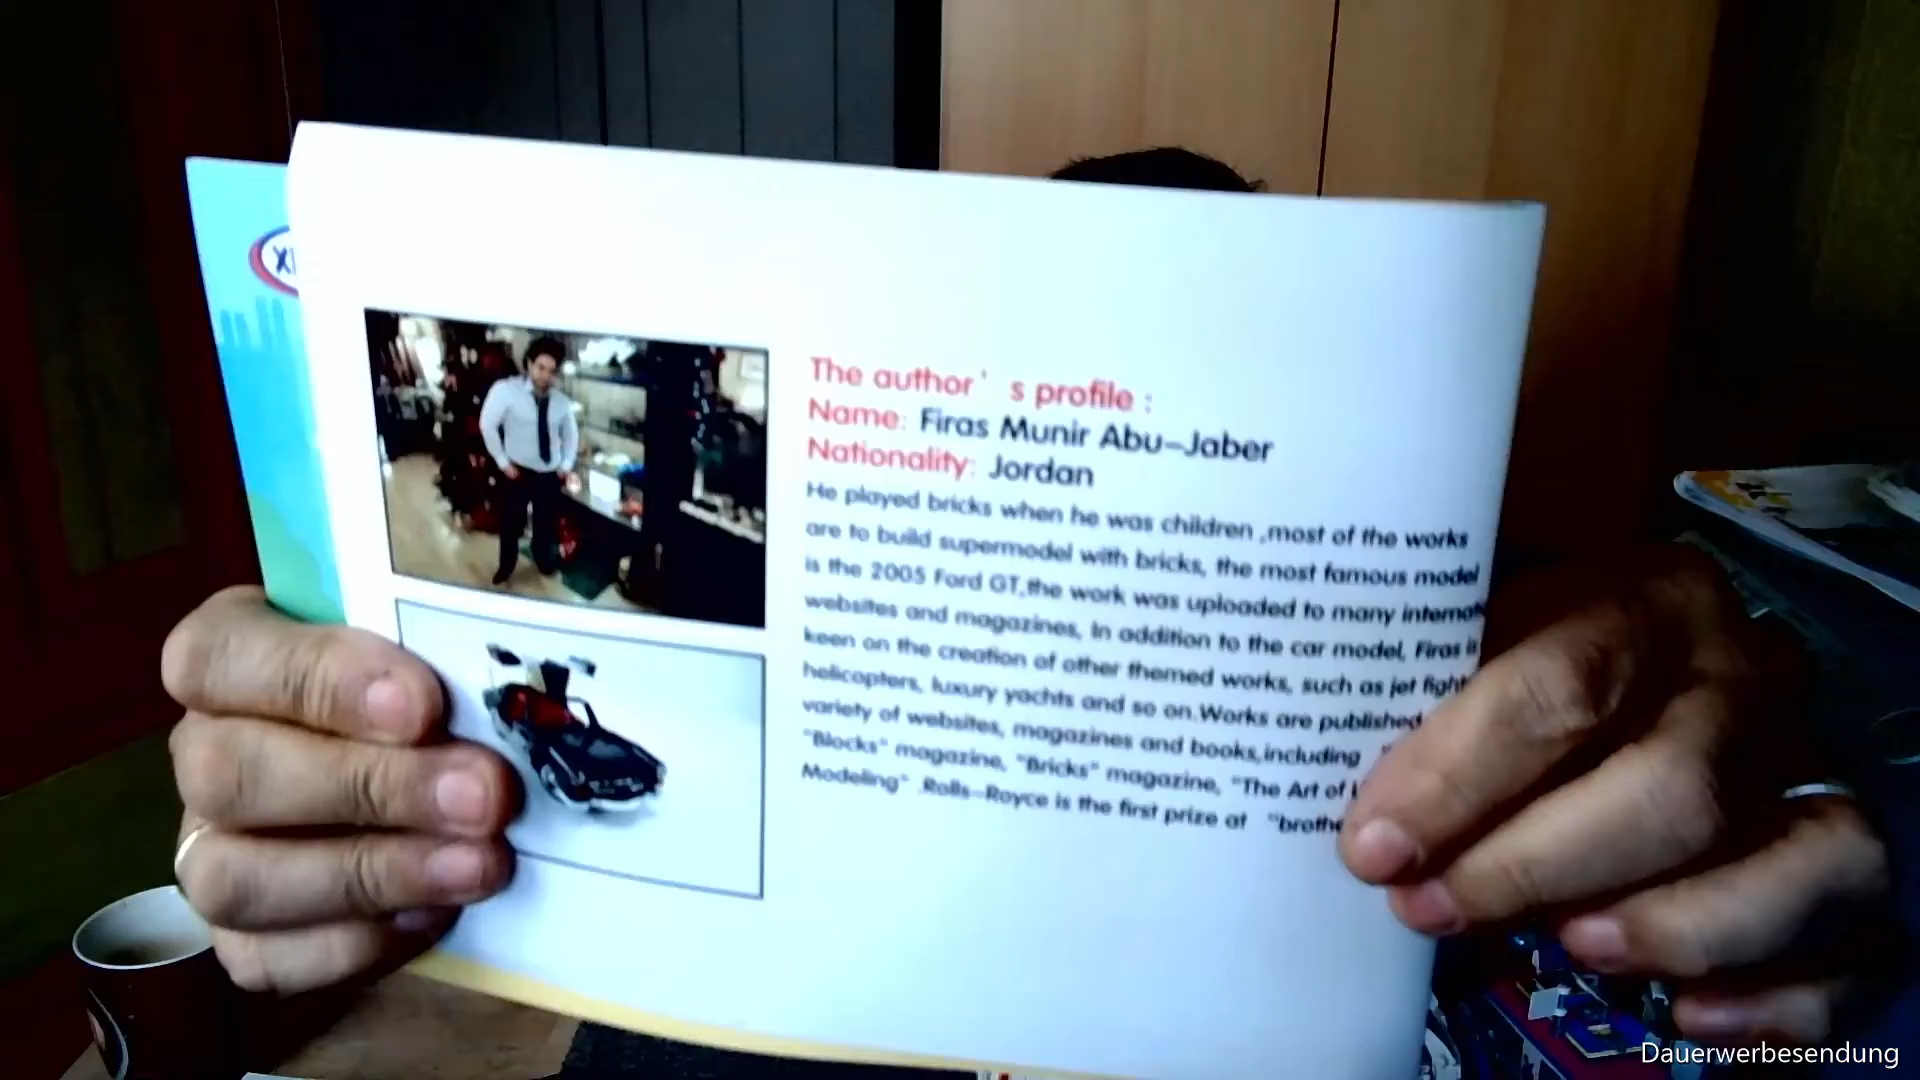 XI
The author's profile :
Name: Firas Munir Abu-Jaber
Nationality: Jordan
He played bricks when he was children ,most of the works
are to build supermodel with bricks, the most famous model
is the 2005 Ford GT,the work was uploaded to many internati
websites and magazines, In addition to the car model, Firas is
keen on the creation of other themed works, such as jet fight
helicopters, luxury yachts and so on.Works are published
variety of websites, magazines and books,including "
"Blocks" magazine, "Bricks" magazine, "The Art of L
Modeling" .Rolls-Royce is the first prize at "brothe
Dauerwerbesendung